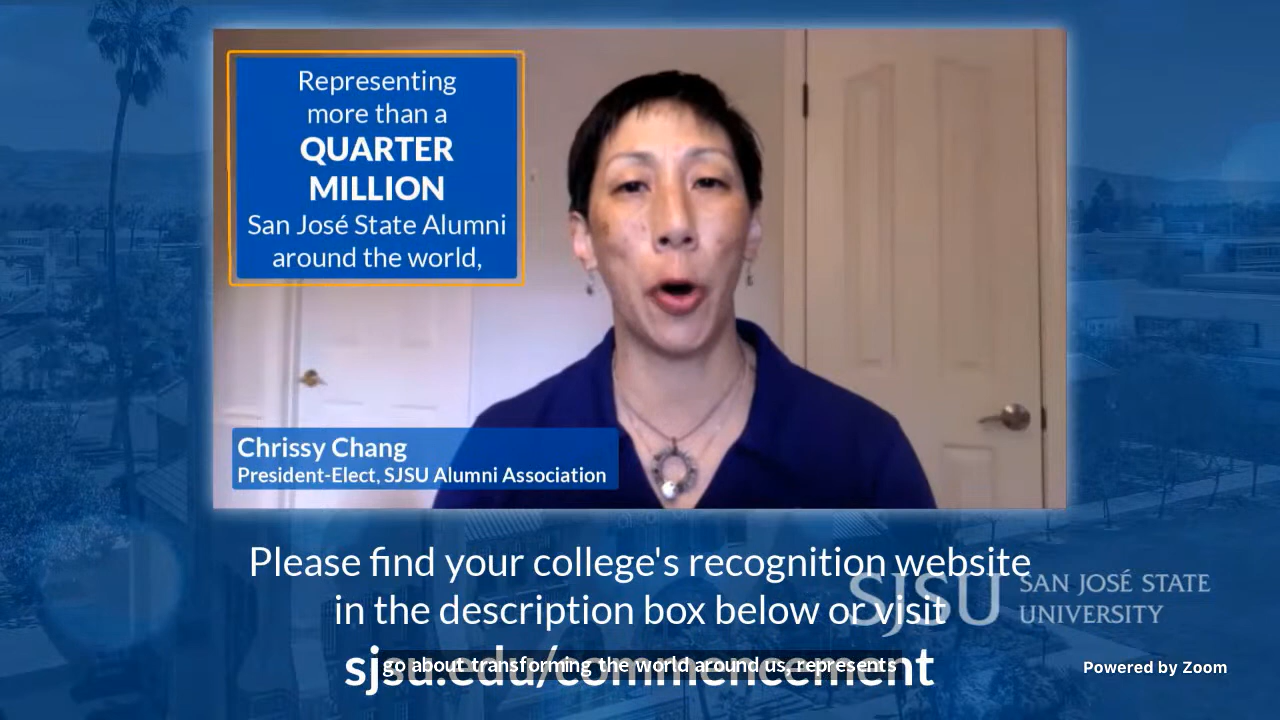 Representing
more than a
QUARTER
MILLION
San José State Alumni
around the world,
Chrissy Chang
President-Elect, SJSU Alumni Association
Please find your college's recognition website
in the description box below or visit
SJSU SAN JOSÉ STATE
UNIVERSITY
sjsu.edu/commencement
go about transforming the world around us, represents
Powered by Zoom